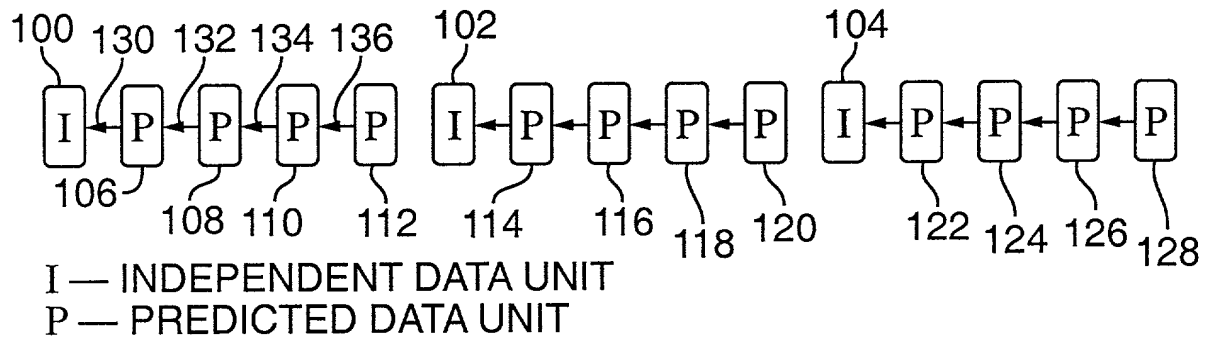 100 130 132 134 136 102 104
I P P P P I P P P P I P P P P
106 108 110 112 114 116 118 120 122 124 126 128
I — INDEPENDENT DATA UNIT
P — PREDICTED DATA UNIT